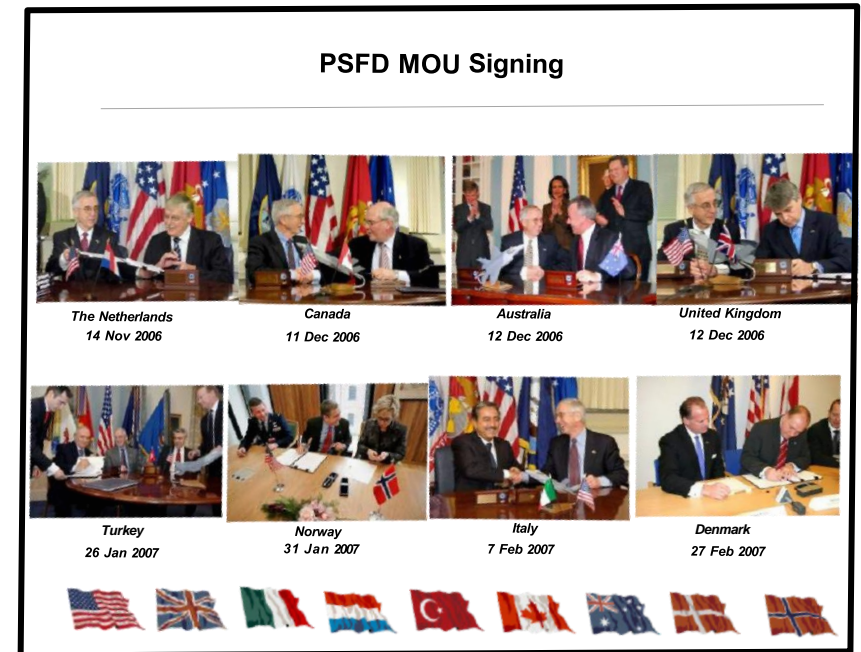 PSFD MOU Signing
The Netherlands
14 Nov 2006
Canada
11 Dec 2006
Australia
12 Dec 2006
United Kingdom
12 Dec 2006
Turkey
26 Jan 2007
Norway
31 Jan 2007
Italy
7 Feb 2007
Denmark
27 Feb 2007